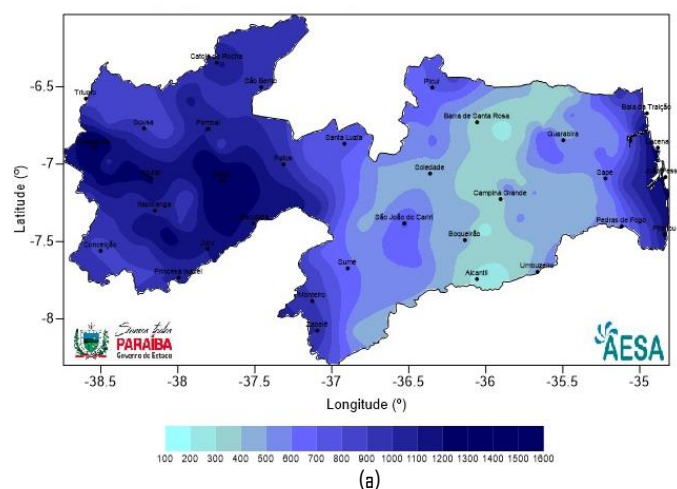 -6.5
-7
-7.5
-8
Latitude (º)
Catolé do Rocha
São Bento
Triunfo
Sousa
Pombal
Patos
Santa Luzia
Picuí
Barra de Santa Rosa
Guarabira
Baía da Traição
Lucena
Sapé
Soledade
Campina Grande
São João do Cariri
Boqueirão
Pedras de Fogo
Itaporanga
Conceição
Princesa Isabel
Sumé
Monteiro
Alcantil
Umbuzeiro
PARAÍBA
Governo do Estado
AESA
-38.5 -38 -37.5 -37 -36.5 -36 -35.5 -35
Longitude (º)
100 200 300 400 500 600 700 800 900 1000 1100 1200 1300 1400 1500 1600
(a)